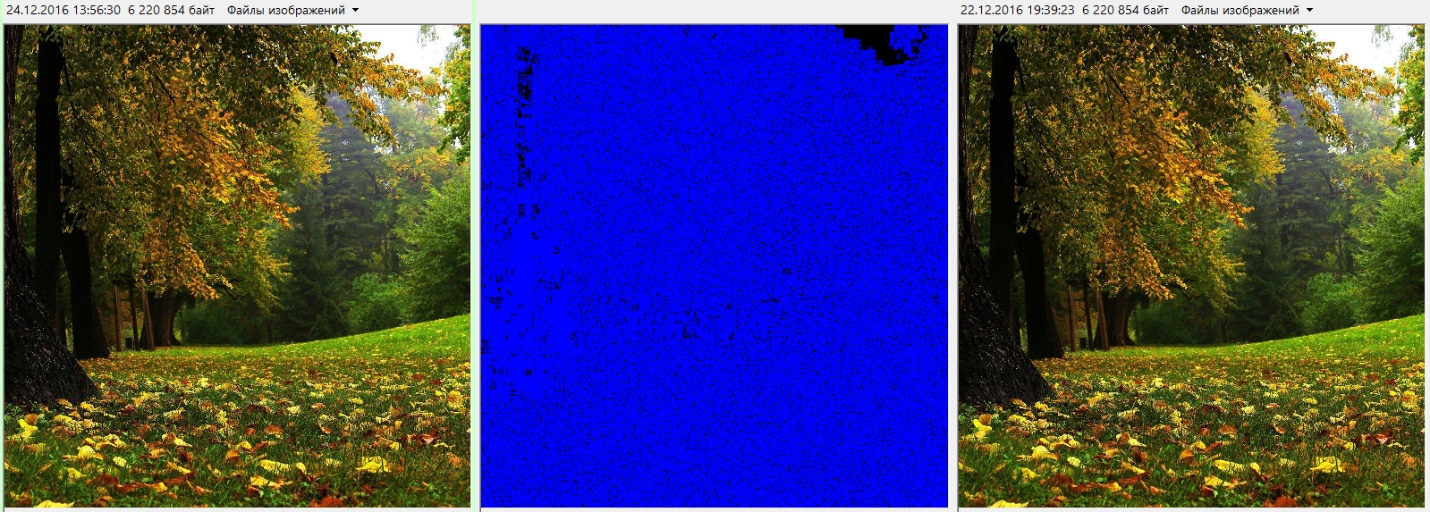 24.12.2016 13:56:30 6 220 854 байт Файлы изображений
22.12.2016 19:39:23 6 220 854 байт Файлы изображений